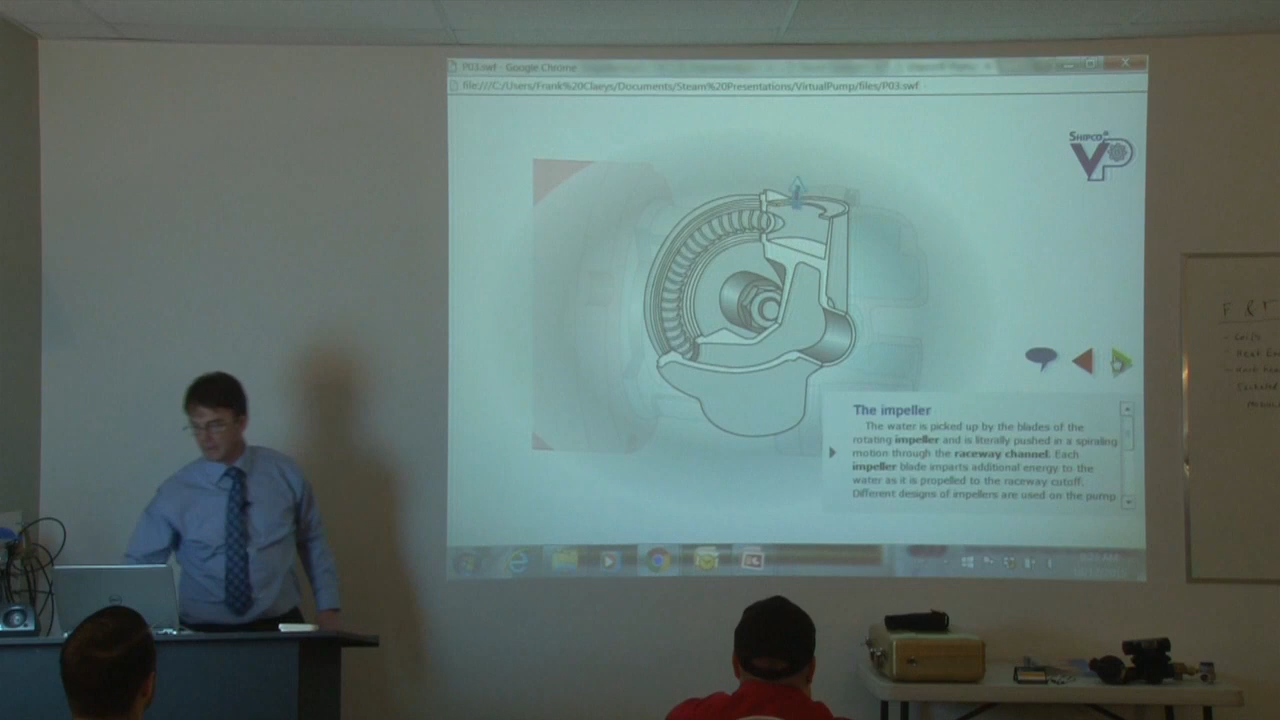 P03.swf - Google Chrome
file:///C:/Users/Frank%20Claeys/Documents/Steam%20Presentations/VirtualPump/files/P03.swf
SHIPCO®
VP
The impeller
The water is picked up by the blades of the
rotating impeller and is literally pushed in a spiraling
motion through the raceway channel. Each
impeller blade imparts additional energy to the
water as it is propelled to the raceway cutoff.
Different designs of impellers are used on the pump
F & T
DELL